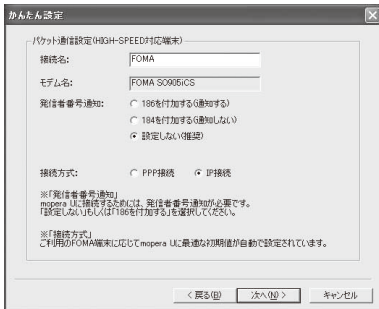 かんたん設定
パケット通信設定(HIGH-SPEED対応端末)
接続名: FOMA
モデム名: FOMA SO905iCS
発信者番号通知: 186を付加する(通知する)
184を付加する(通知しない)
設定しない(推奨)
接続方式: PPP接続 IP接続
※「発信者番号通知」
mopera Uに接続するためには、発信者番号通知が必要です。
「設定しない」もしくは「186を付加する」を選択してください。
※「接続方式」
ご利用のFOMA端末に応じてmopera Uに最適な初期値が自動で設定されています。
< 戻る(B) 次へ(N) > キャンセル